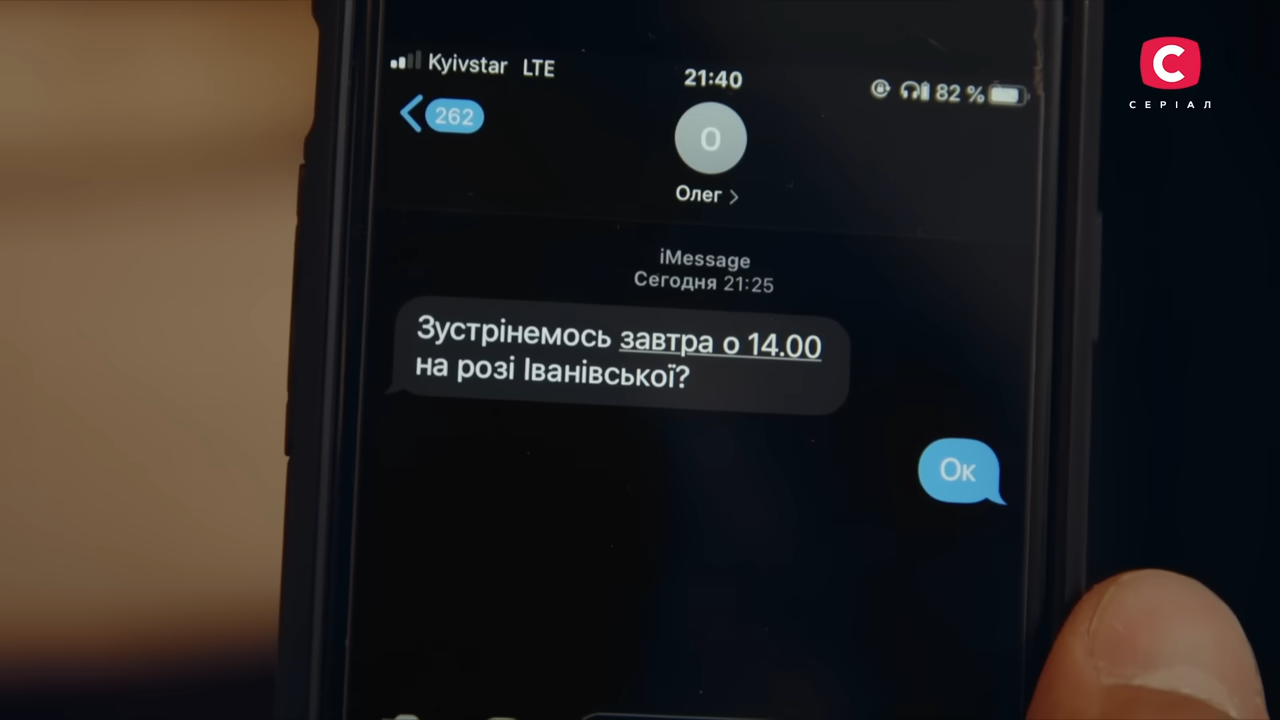 Kyivstar LTE
21:40
82 %
262
О
Олег
iMessage
Сегодня 21:25
Зустрінемось завтра о 14.00
на розі Іванівської?
Ок
С
СЕРІАЛ